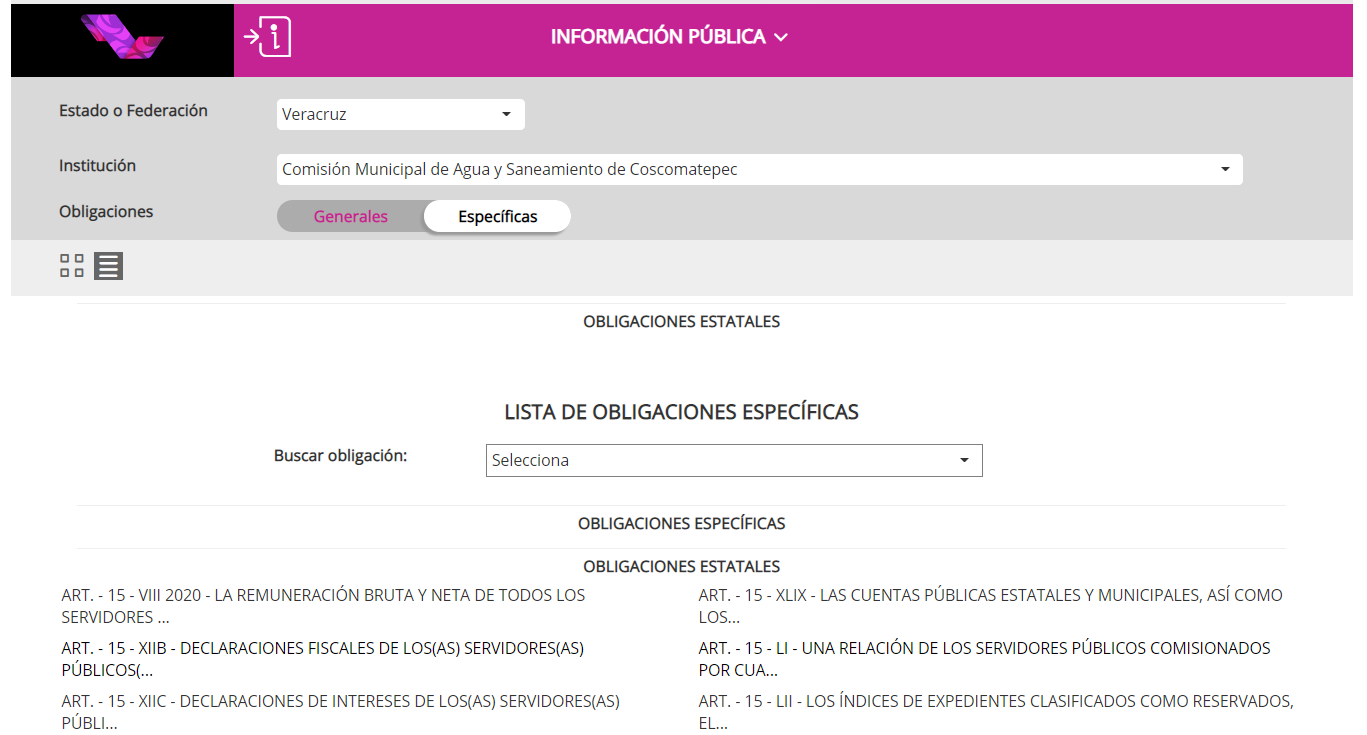 INFORMACIÓN PÚBLICA
Estado o Federación
Veracruz
Institución
Comisión Municipal de Agua y Saneamiento de Coscomatepec
Obligaciones
Generales
Específicas
OBLIGACIONES ESTATALES
LISTA DE OBLIGACIONES ESPECÍFICAS
Buscar obligación:
Selecciona
OBLIGACIONES ESPECÍFICAS
OBLIGACIONES ESTATALES
ART. - 15 - VIII 2020 - LA REMUNERACIÓN BRUTA Y NETA DE TODOS LOS
SERVIDORES ...
ART. - 15 - XLIX - LAS CUENTAS PÚBLICAS ESTATALES Y MUNICIPALES, ASÍ COMO
LOS...
ART. - 15 - XIIB - DECLARACIONES FISCALES DE LOS(AS) SERVIDORES(AS)
PÚBLICOS(...
ART. - 15 - LI - UNA RELACIÓN DE LOS SERVIDORES PÚBLICOS COMISIONADOS
POR CUA...
ART. - 15 - XIIC - DECLARACIONES DE INTERESES DE LOS(AS) SERVIDORES(AS)
PÚBLI...
ART. - 15 - LII - LOS ÍNDICES DE EXPEDIENTES CLASIFICADOS COMO RESERVADOS,
EL...